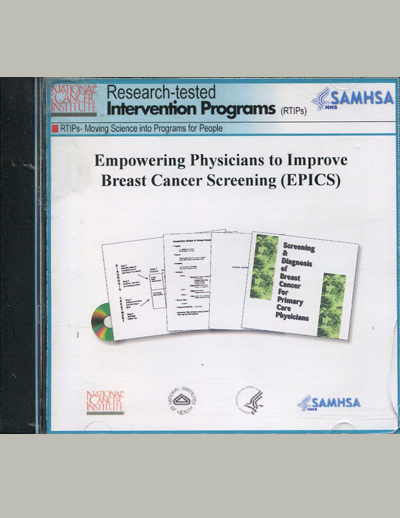 NATIONAL
CANCER
INSTITUTE
Research-tested
Intervention Programs (RTIPs)
SAMHSA
HHS
RTIPs- Moving Science into Programs for People
Empowering Physicians to Improve
Breast Cancer Screening (EPICS)
Screening
&
Diagnosis
of
Breast
Cancer
For
Primary
Care
Physicians
NATIONAL
CANCER
INSTITUTE
NATIONAL INSTITUTES
OF HEALTH
SAMHSA
HHS